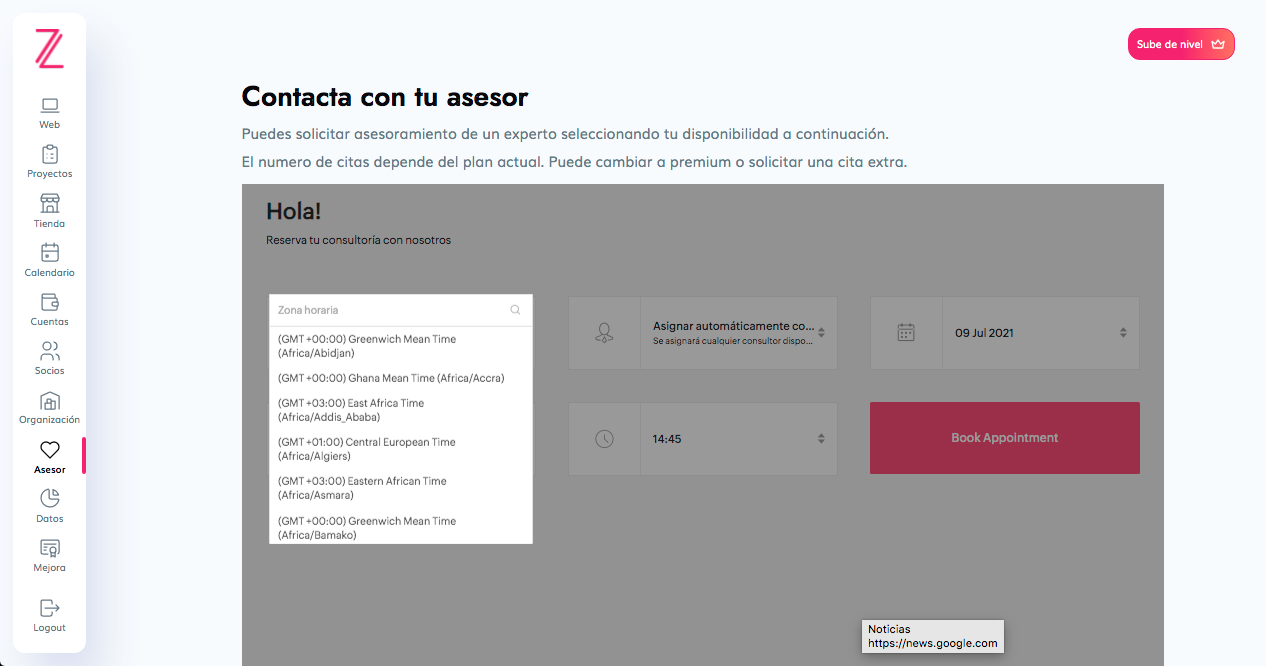 Web
Proyectos
Tienda
Calendario
Cuentas
Socios
Organización
Asesor
Datos
Mejora
Logout
Sube de nivel
Contacta con tu asesor
Puedes solicitar asesoramiento de un experto seleccionando tu disponibilidad a continuación.
El numero de citas depende del plan actual. Puede cambiar a premium o solicitar una cita extra.
Hola!
Reserva tu consultoría con nosotros
Zona horaria
(GMT +00:00) Greenwich Mean Time
(Africa/Abidjan)
(GMT +00:00) Ghana Mean Time (Africa/Accra)
(GMT +03:00) East Africa Time
(Africa/Addis_Ababa)
(GMT +01:00) Central European Time
(Africa/Algiers)
(GMT +03:00) Eastern African Time
(Africa/Asmara)
(GMT +00:00) Greenwich Mean Time
(Africa/Bamako)
Asignar automáticamente co...
Se asignará cualquier consultor dispo...
09 Jul 2021
14:45
Book Appointment
Noticias
https://news.google.com